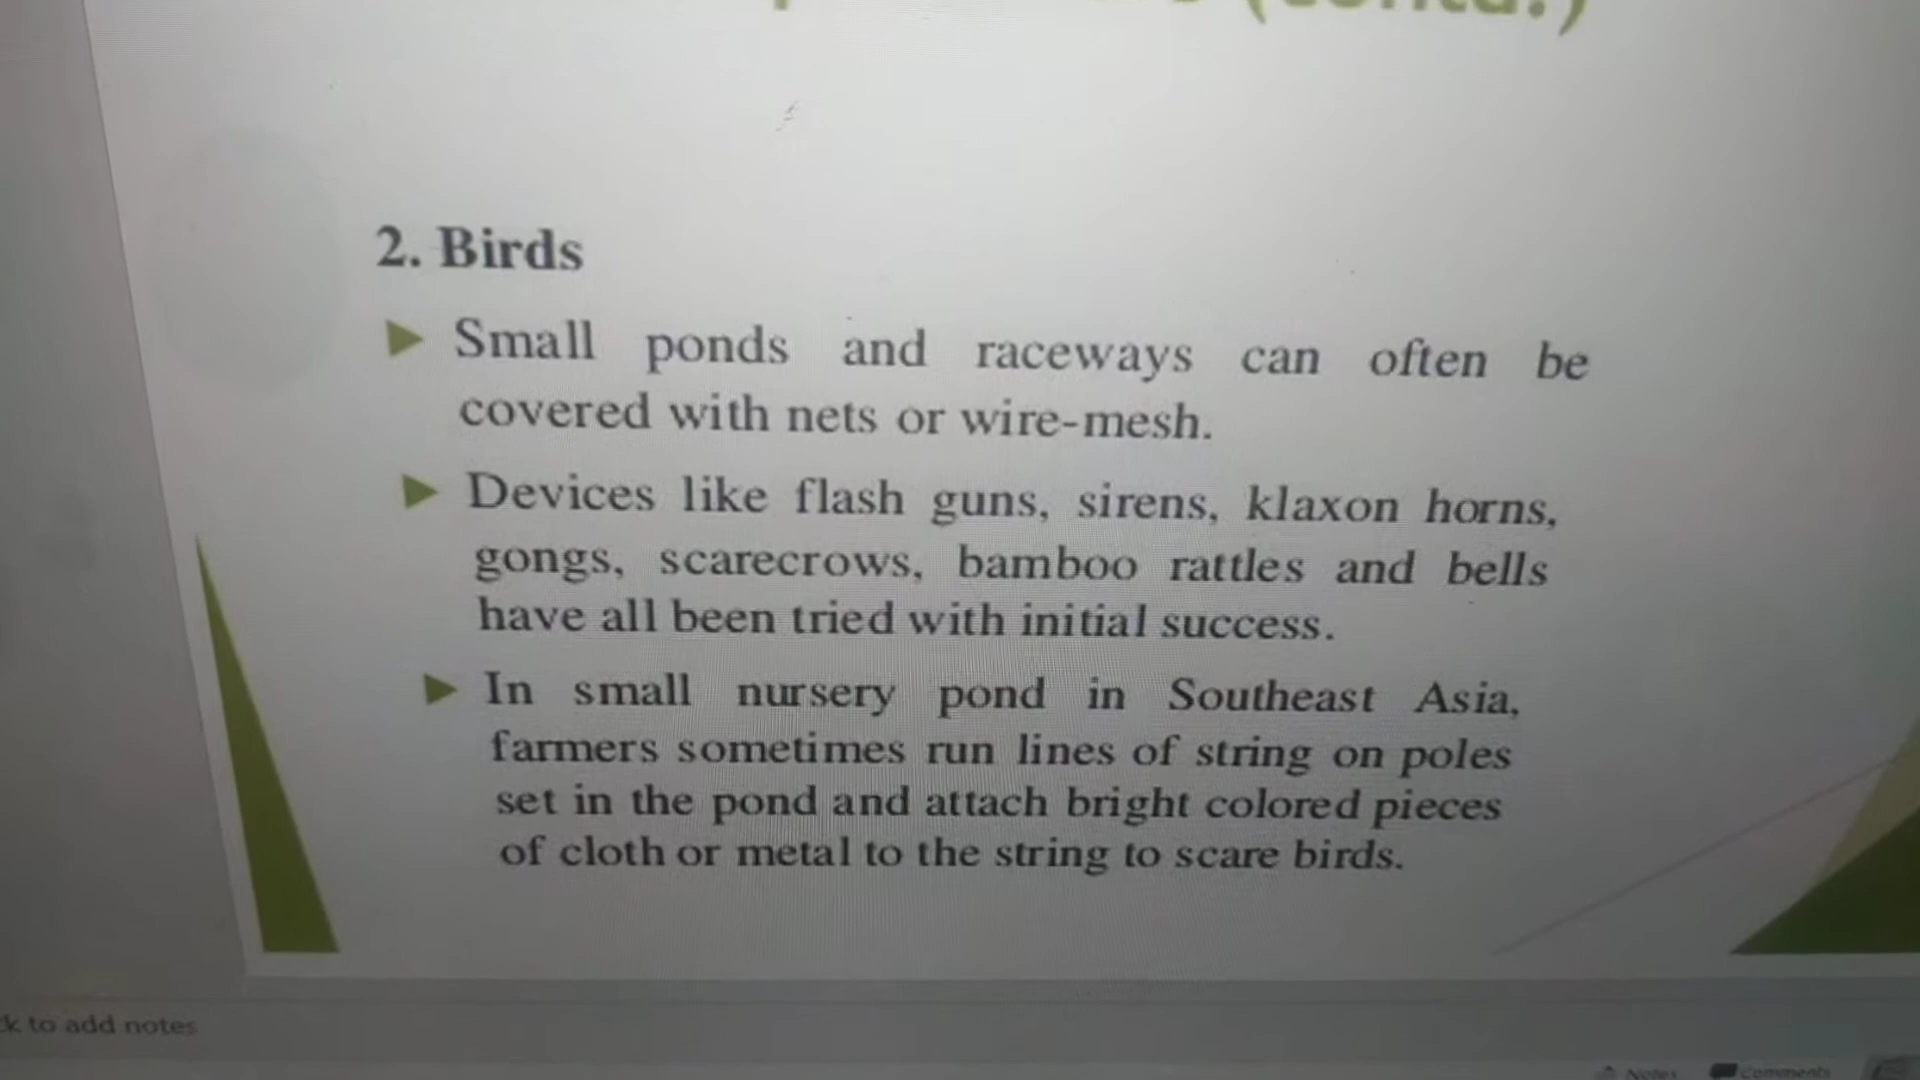 (contd.)
2. Birds
Small ponds and raceways can often be
covered with nets or wire-mesh.
Devices like flash guns, sirens, klaxon horns,
gongs, scarecrows, bamboo rattles and bells
have all been tried with initial success.
In small nursery pond in Southeast Asia,
farmers sometimes run lines of string on poles
set in the pond and attach bright colored pieces
of cloth or metal to the string to scare birds.
to add notes
Notes Comments